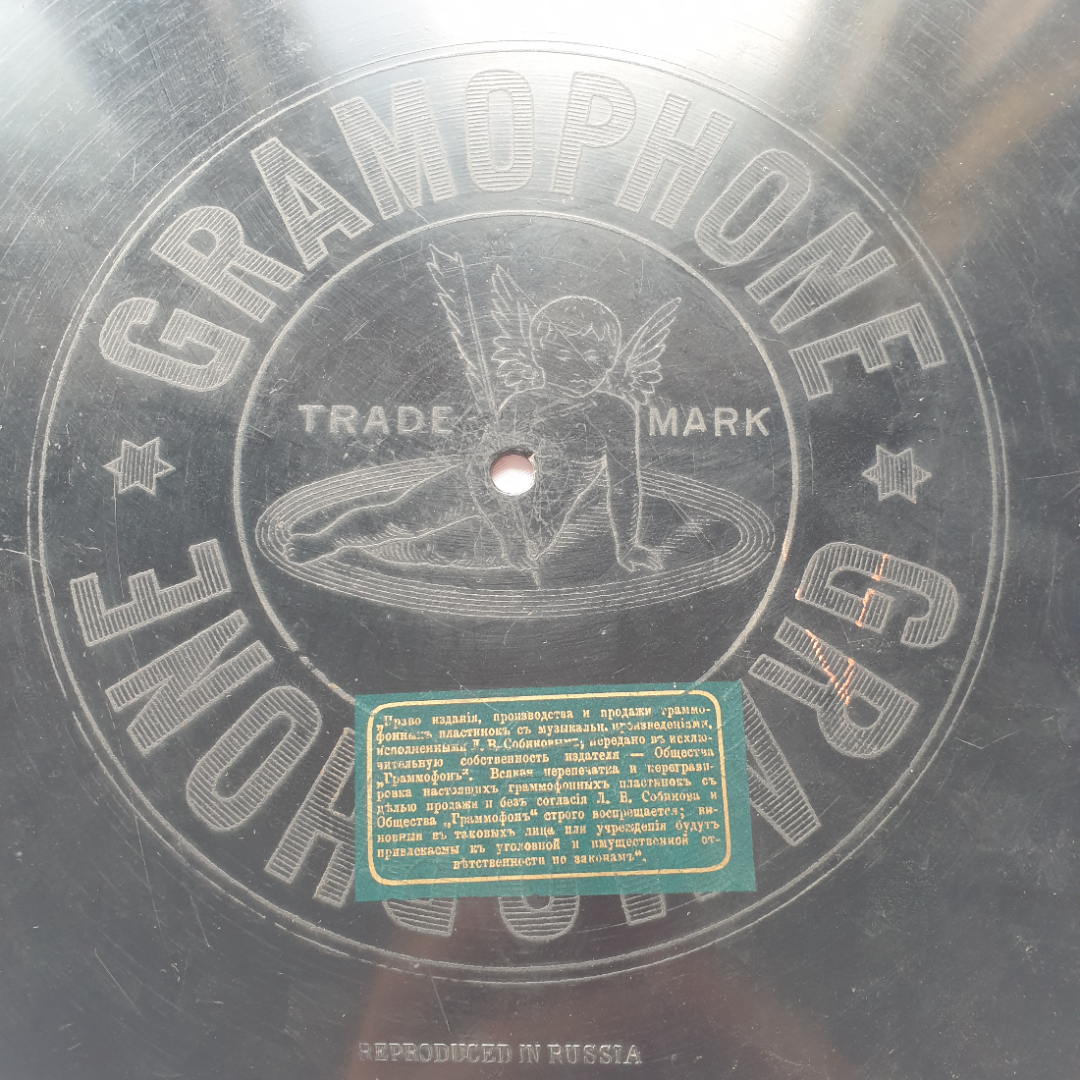 GRAMOPHONE
TRADE MARK
GRAMOPHONE
„Право изданія, производства и продажи граммо-
фонныхъ пластинокъ съ музыкальн. произведеніями,
исполненными Л. В. Собиновымъ, передано въ исклю-
чительную собственность издателя — Общества
„Граммофонъ“. Всякая перепечатка и переграви-
ровка настоящихъ граммофонныхъ пластинокъ съ
цѣлью продажи и безъ согласія Л. В. Собинова и
Общества „Граммофонъ“ строго воспрещается; ви-
новныя въ таковыхъ лица или учрежденія будутъ
привлекаемы къ уголовной и имущественной от-
вѣтственности по законамъ“.
REPRODUCED IN RUSSIA